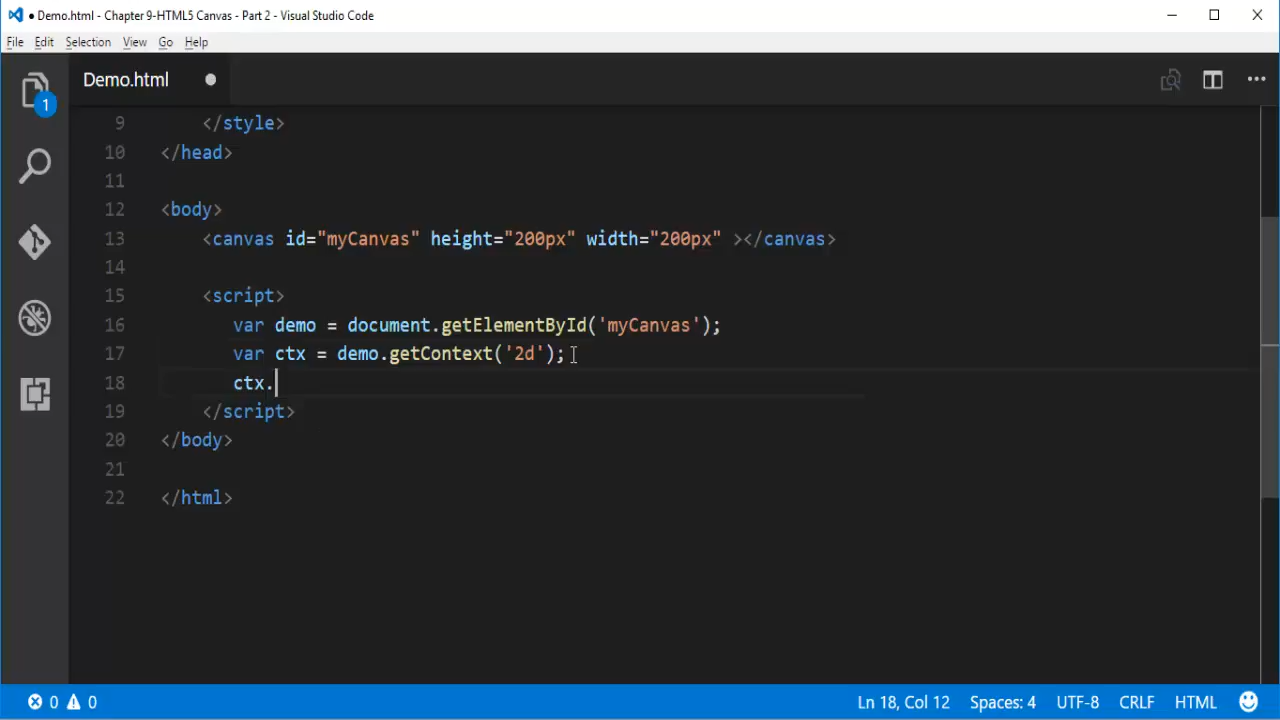 ● Demo.html - Chapter 9-HTML5 Canvas - Part 2 - Visual Studio Code
File Edit Selection View Go Help
Demo.html
1
9 </style>
10 </head>
11
12 <body>
13 <canvas id="myCanvas" height="200px" width="200px" ></canvas>
14
15 <script>
16 var demo = document.getElementById('myCanvas');
17 var ctx = demo.getContext('2d');
18 ctx.
19 </script>
20 </body>
21
22 </html>
0 0 Ln 18, Col 12 Spaces: 4 UTF-8 CRLF HTML